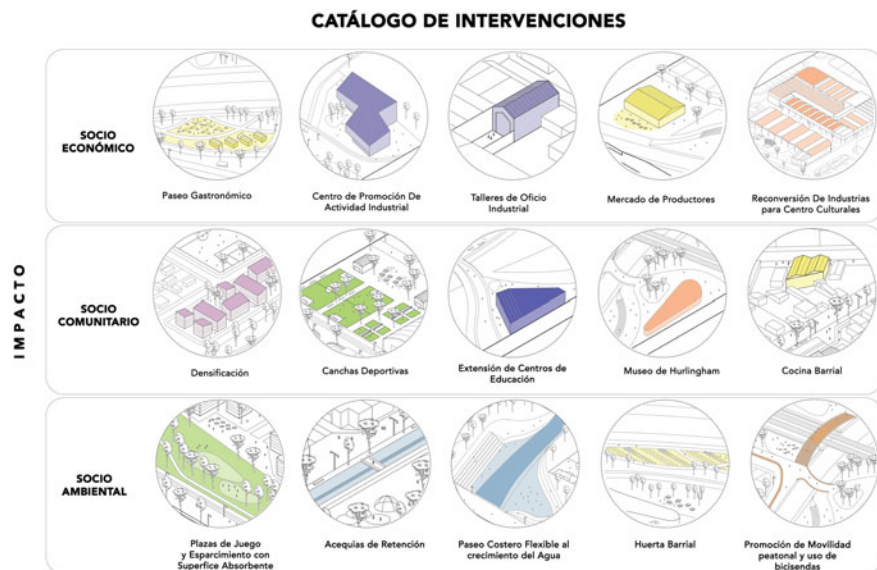 CATÁLOGO DE INTERVENCIONES
IMPACTO
SOCIO
ECONÓMICO
Paseo Gastronómico
Centro de Promoción De
Actividad Industrial
Talleres de Oficio
Industrial
Mercado de Productores
Reconversión De Industrias
para Centro Culturales
SOCIO
COMUNITARIO
Densificación
Canchas Deportivas
Extensión de Centros de
Educación
Museo de Hurlingham
Cocina Barrial
SOCIO
AMBIENTAL
Plazas de Juego
y Esparcimiento con
Superfice Absorbente
Acequias de Retención
Paseo Costero Flexible al
crecimiento del Agua
Huerta Barrial
Promoción de Movilidad
peatonal y uso de
bicisendas